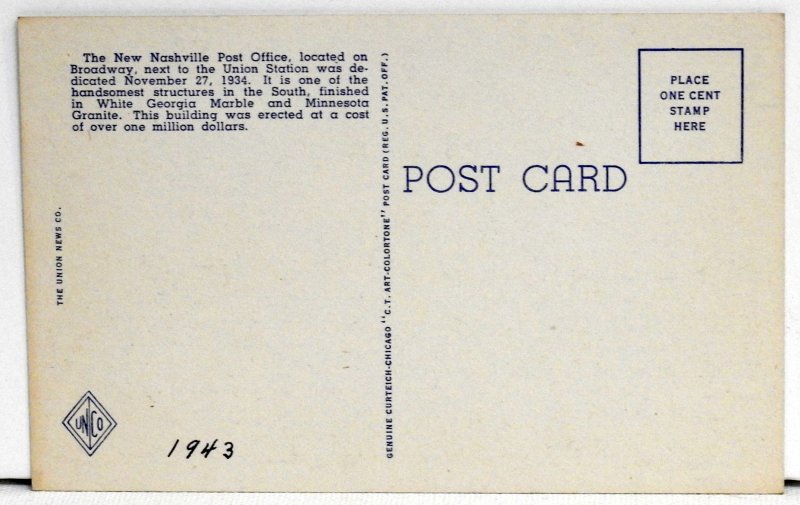 The New Nashville Post Office, located on
Broadway, next to the Union Station was de-
dicated November 27, 1934. It is one of the
handsomest structures in the South, finished
in White Georgia Marble and Minnesota
Granite. This building was erected at a cost
of over one million dollars.
THE UNION NEWS CO.
UNCO
1943
GENUINE CURTEICH-CHICAGO "C.T. ART-COLORTONE" POST CARD (REG. U.S. PAT. OFF.)
POST CARD
PLACE
ONE CENT
STAMP
HERE